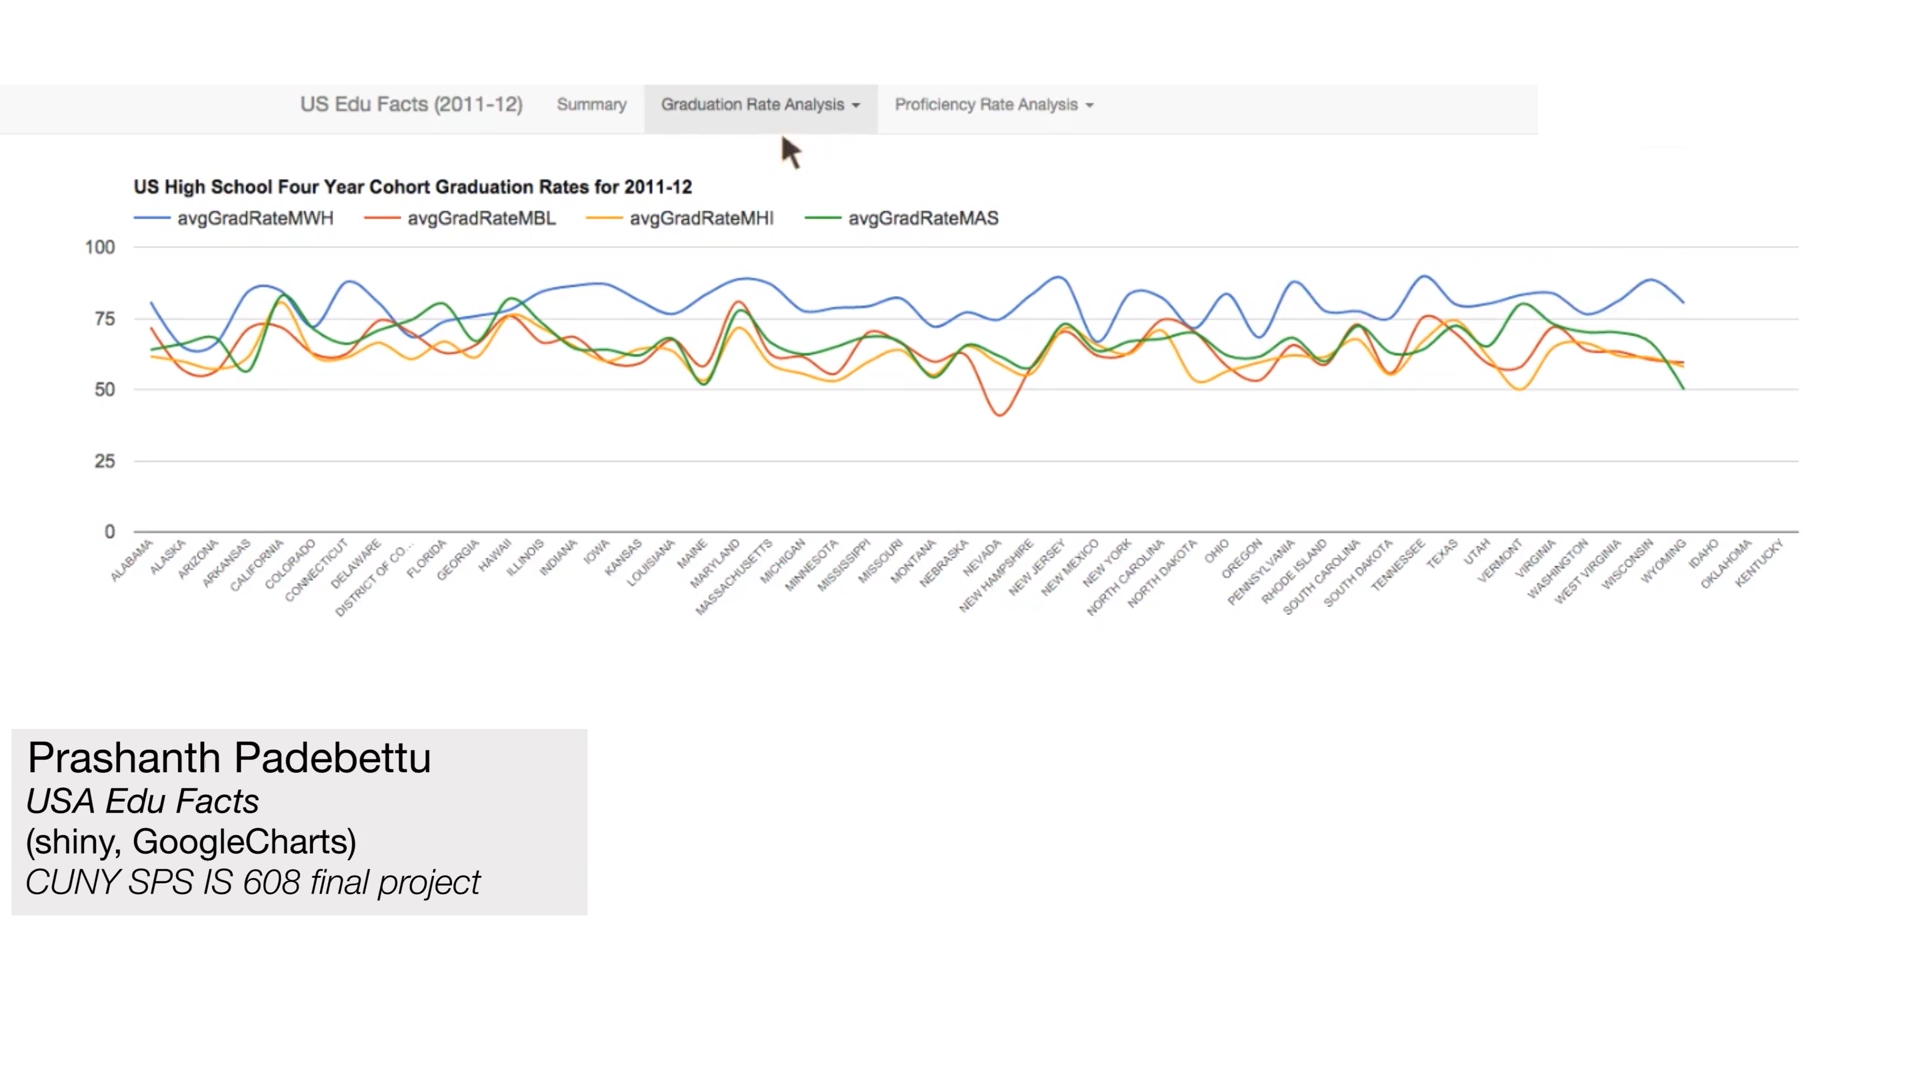 US Edu Facts (2011-12) Summary Graduation Rate Analysis Proficiency Rate Analysis
US High School Four Year Cohort Graduation Rates for 2011-12
avgGradRateMWH avgGradRateMBL avgGradRateMHI avgGradRateMAS
100
75
50
25
0
ALABAMA
ALASKA
ARIZONA
ARKANSAS
CALIFORNIA
COLORADO
CONNECTICUT
DELAWARE
DISTRICT OF CO...
FLORIDA
GEORGIA
HAWAII
ILLINOIS
INDIANA
IOWA
KANSAS
LOUISIANA
MAINE
MARYLAND
MASSACHUSETTS
MICHIGAN
MINNESOTA
MISSISSIPPI
MISSOURI
MONTANA
NEBRASKA
NEVADA
NEW HAMPSHIRE
NEW JERSEY
NEW MEXICO
NEW YORK
NORTH CAROLINA
NORTH DAKOTA
OHIO
OREGON
PENNSYLVANIA
RHODE ISLAND
SOUTH CAROLINA
SOUTH DAKOTA
TENNESSEE
TEXAS
UTAH
VERMONT
VIRGINIA
WASHINGTON
WEST VIRGINIA
WISCONSIN
WYOMING
IDAHO
OKLAHOMA
KENTUCKY
Prashanth Padebettu
USA Edu Facts
(shiny, GoogleCharts)
CUNY SPS IS 608 final project